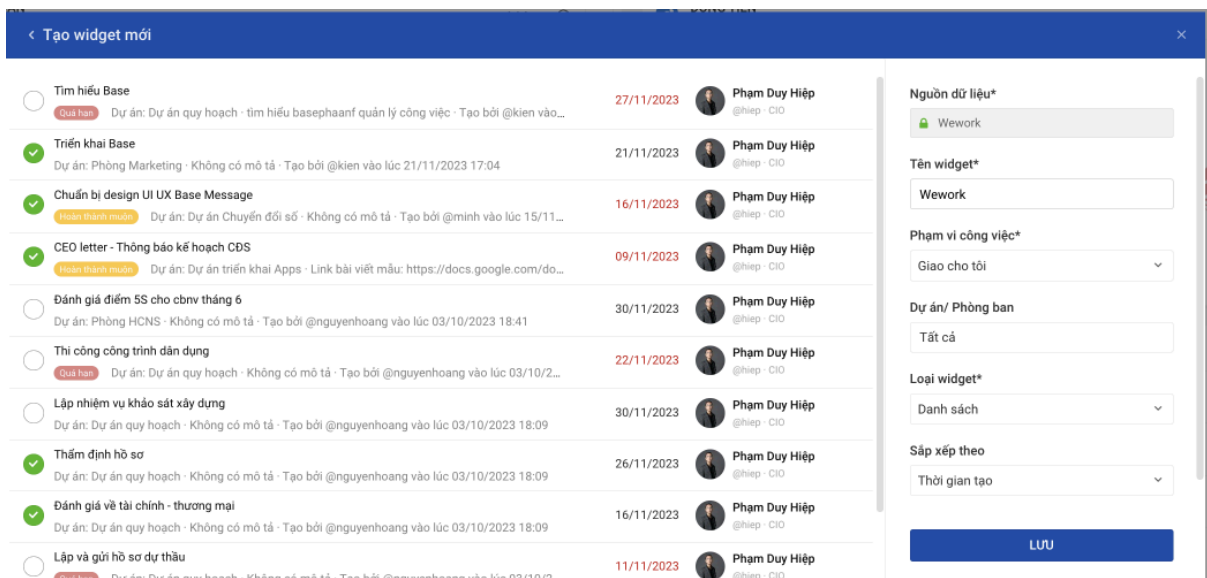 Tạo widget mới
Tìm hiểu Base
27/11/2023
Phạm Duy Hiệp
Quá hạn Dự án: Dự án quy hoạch · tìm hiểu basephaanf quản lý công việc · Tạo bởi @kien vào...
@hiep · CIO
Triển khai Base
21/11/2023
Phạm Duy Hiệp
Dự án: Phòng Marketing · Không có mô tả · Tạo bởi @kien vào lúc 21/11/2023 17:04
@hiep · CIO
Chuẩn bị design UI UX Base Message
16/11/2023
Phạm Duy Hiệp
Hoàn thành muộn Dự án: Dự án Chuyển đổi số · Không có mô tả · Tạo bởi @minh vào lúc 15/11...
@hiep · CIO
CEO letter - Thông báo kế hoạch CĐS
09/11/2023
Phạm Duy Hiệp
Hoàn thành muộn Dự án: Dự án triển khai Apps · Link bài viết mẫu: https://docs.google.com/do...
@hiep · CIO
Đánh giá điểm 5S cho cbnv tháng 6
30/11/2023
Phạm Duy Hiệp
Dự án: Phòng HCNS · Không có mô tả · Tạo bởi @nguyenhoang vào lúc 03/10/2023 18:41
@hiep · CIO
Thi công công trình dân dụng
22/11/2023
Phạm Duy Hiệp
Quá hạn Dự án: Dự án quy hoạch · Không có mô tả · Tạo bởi @nguyenhoang vào lúc 03/10/2...
@hiep · CIO
Lập nhiệm vụ khảo sát xây dựng
30/11/2023
Phạm Duy Hiệp
Dự án: Dự án quy hoạch · Không có mô tả · Tạo bởi @nguyenhoang vào lúc 03/10/2023 18:09
@hiep · CIO
Thẩm định hồ sơ
26/11/2023
Phạm Duy Hiệp
Dự án: Dự án quy hoạch · Không có mô tả · Tạo bởi @nguyenhoang vào lúc 03/10/2023 18:09
@hiep · CIO
Đánh giá về tài chính - thương mại
16/11/2023
Phạm Duy Hiệp
Dự án: Dự án quy hoạch · Không có mô tả · Tạo bởi @nguyenhoang vào lúc 03/10/2023 18:09
@hiep · CIO
Lập và gửi hồ sơ dự thầu
11/11/2023
Phạm Duy Hiệp
Nguồn dữ liệu*
Wework
Tên widget*
Wework
Phạm vi công việc*
Giao cho tôi
Dự án/ Phòng ban
Tất cả
Loại widget*
Danh sách
Sắp xếp theo
Thời gian tạo
LƯU